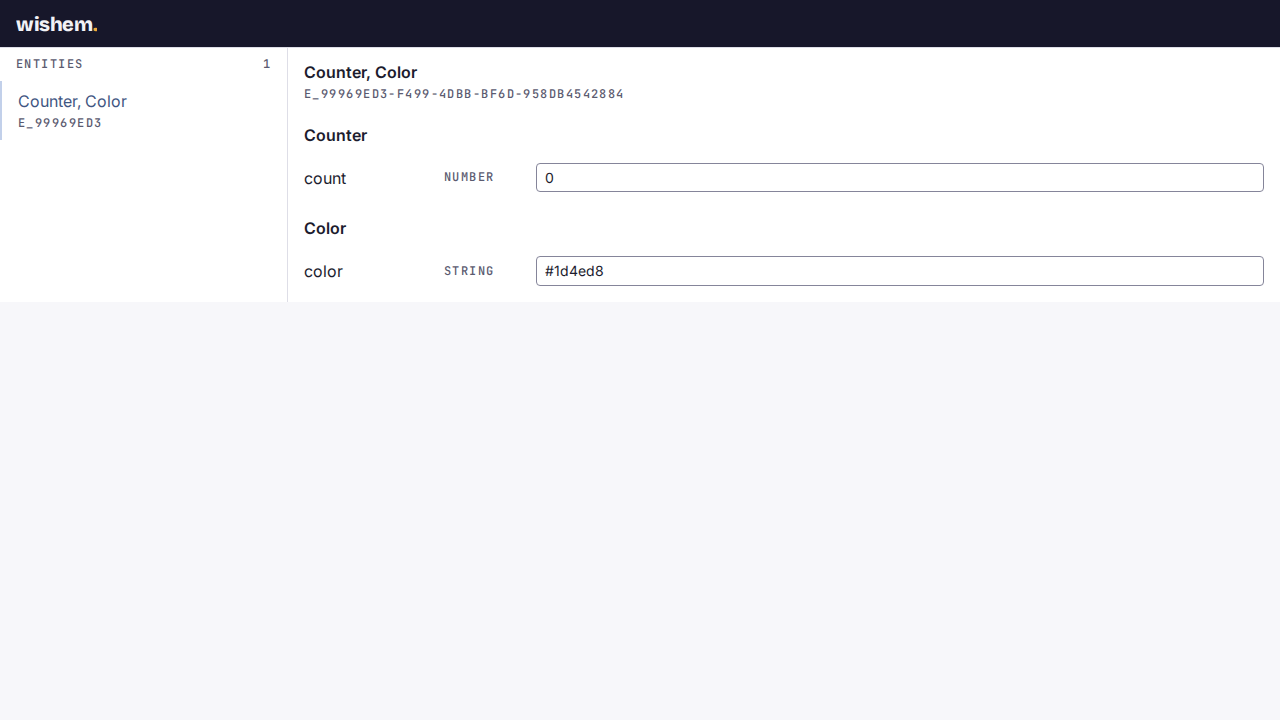 wishem.
ENTITIES 1
Counter, Color
E_99969ED3
Counter, Color
E_99969ED3-F499-4DBB-BF6D-958DB4542884
Counter
count NUMBER 0
Color
color STRING #1d4ed8